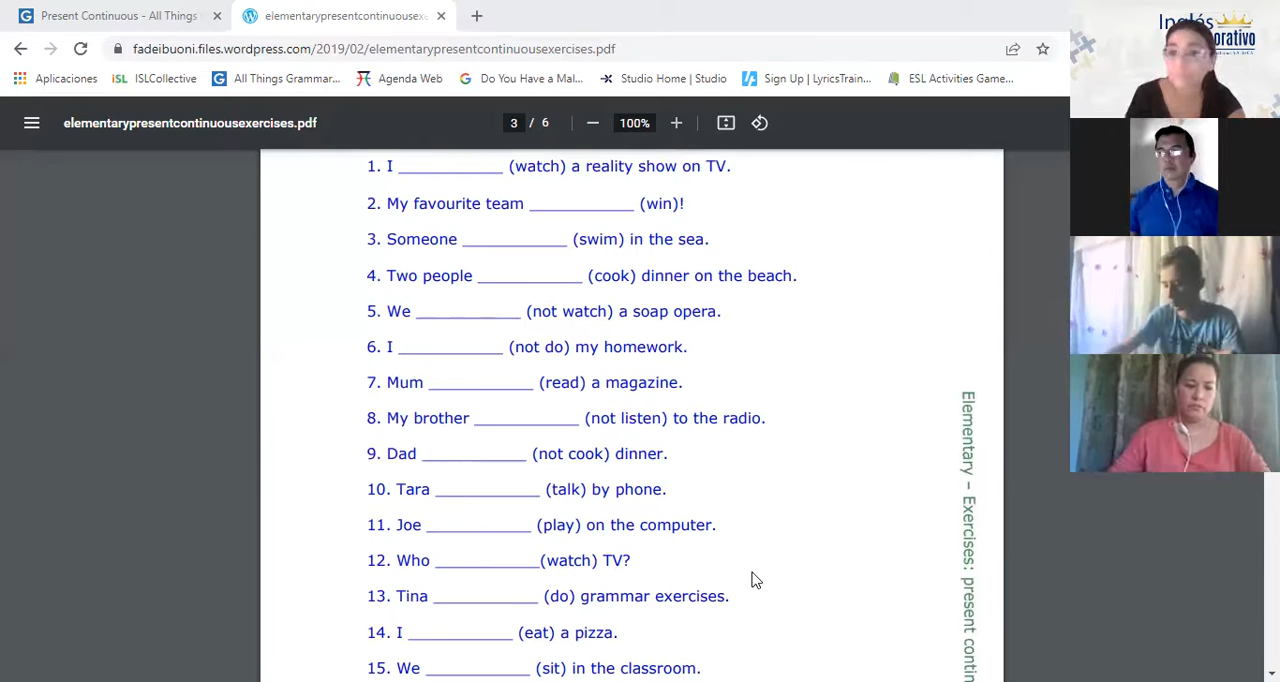 Present Continuous - All Things
elementarypresentcontinuousexe
fadeibuoni.files.wordpress.com/2019/02/elementarypresentcontinuousexercises.pdf
Aplicaciones iSL ISLCollective G All Things Grammar... Agenda Web G Do You Have a Mal... Studio Home | Studio Sign Up | LyricsTrain... ESL Activities Game...
elementarypresentcontinuousexercises.pdf 3 / 6 100%
1. I ____________ (watch) a reality show on TV.
2. My favourite team ____________ (win)!
3. Someone ____________ (swim) in the sea.
4. Two people ____________ (cook) dinner on the beach.
5. We ____________ (not watch) a soap opera.
6. I ____________ (not do) my homework.
7. Mum ____________ (read) a magazine.
8. My brother ____________ (not listen) to the radio.
9. Dad ____________ (not cook) dinner.
10. Tara ____________ (talk) by phone.
11. Joe ____________ (play) on the computer.
12. Who ____________(watch) TV?
13. Tina ____________ (do) grammar exercises.
14. I ____________ (eat) a pizza.
15. We ____________ (sit) in the classroom.
Elementary – Exercises: present contin
Inglés
orativo